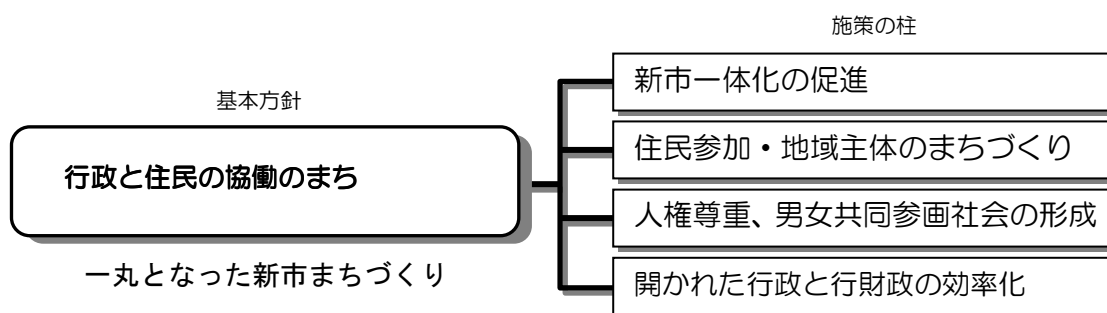 施策の柱
基本方針
行政と住民の協働のまち
一丸となった新市まちづくり
新市一体化の促進
住民参加・地域主体のまちづくり
人権尊重、男女共同参画社会の形成
開かれた行政と行財政の効率化